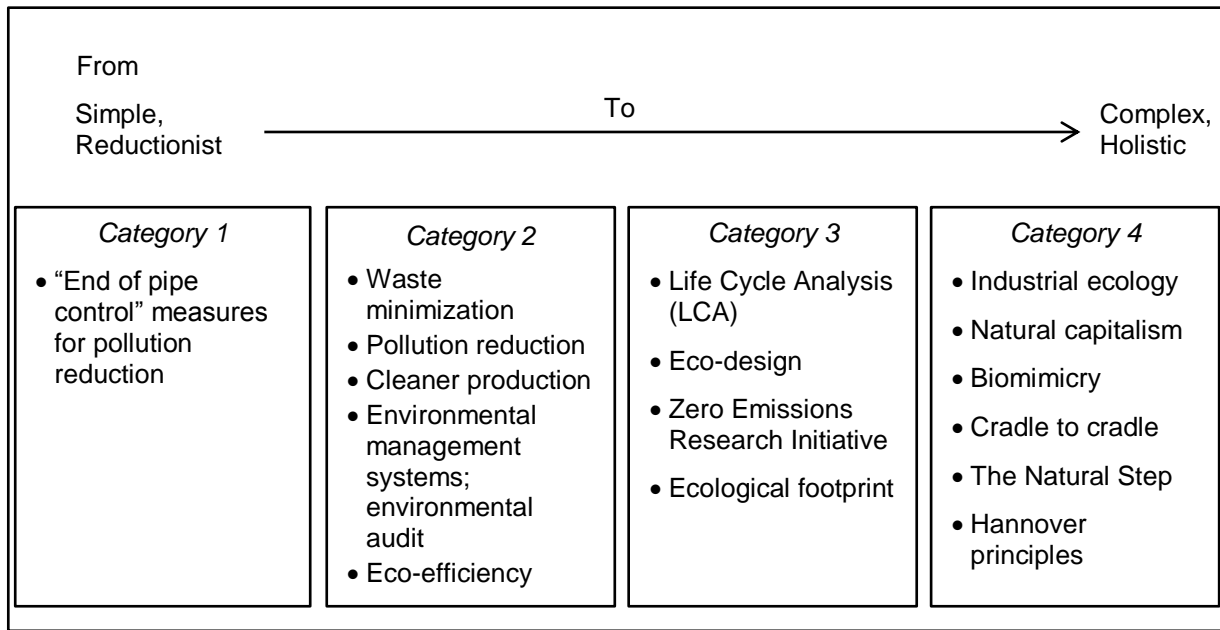 From
Simple,
Reductionist
To
Complex,
Holistic
Category 1
• “End of pipe
control” measures
for pollution
reduction
Category 2
• Waste
minimization
• Pollution reduction
• Cleaner production
• Environmental
management
systems;
environmental
audit
• Eco-efficiency
Category 3
• Life Cycle Analysis
(LCA)
• Eco-design
• Zero Emissions
Research Initiative
• Ecological footprint
Category 4
• Industrial ecology
• Natural capitalism
• Biomimicry
• Cradle to cradle
• The Natural Step
• Hannover
principles